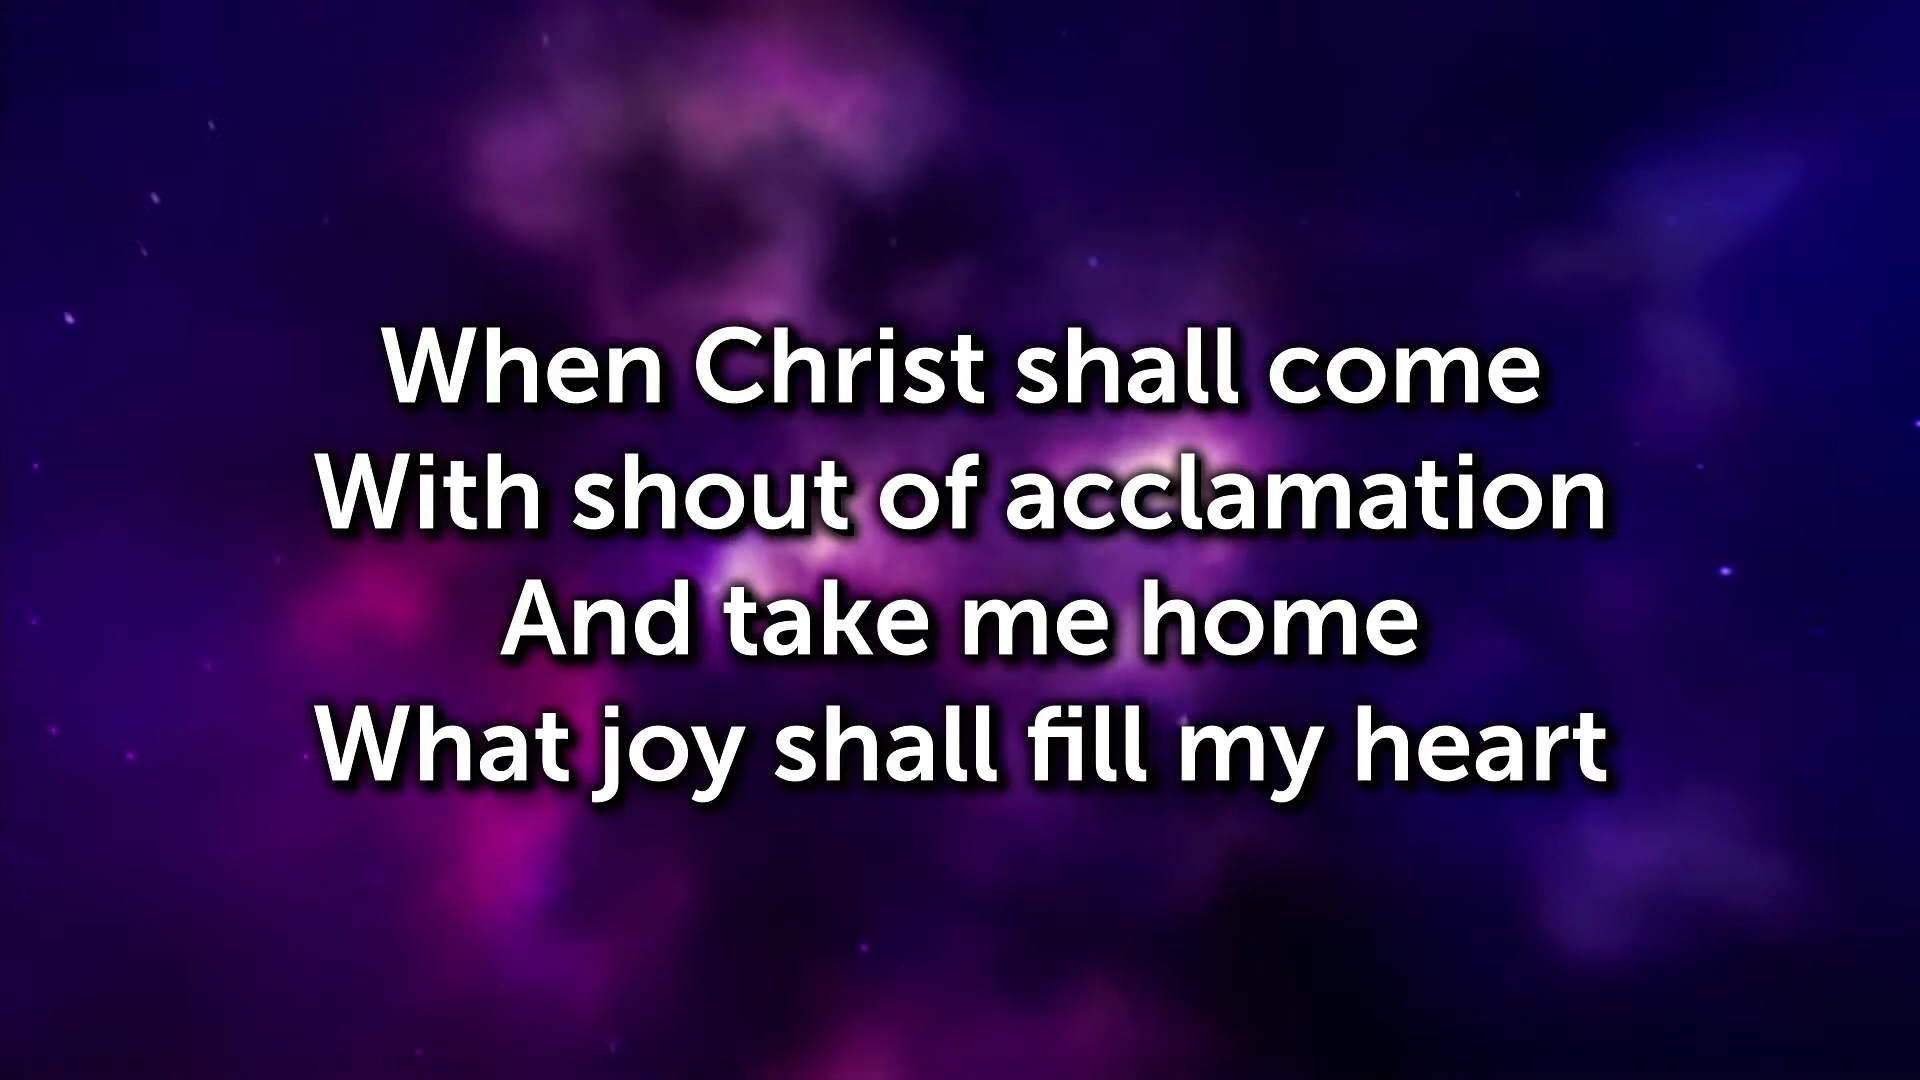 When Christ shall come
With shout of acclamation
And take me home
What joy shall fill my heart